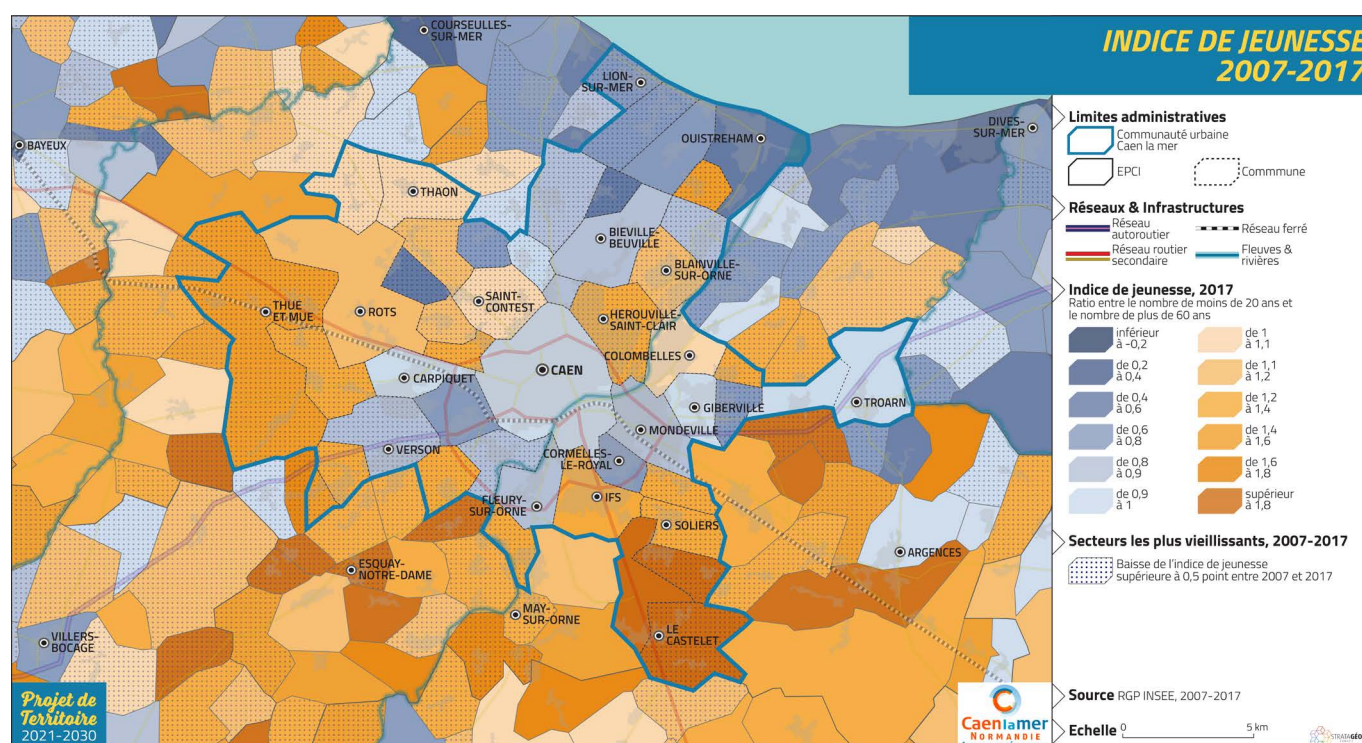 INDICE DE JEUNESSE
2007-2017
COURSEULLES-
SUR-MER
LION-
SUR-MER
OUISTREHAM
DIVES-
SUR-MER
BAYEUX
THAON
BIEVILLE-
BEUVILLE
BLAINVILLE-
SUR-ORNE
SAINT-
CONTEST
THUE
ET MUE
ROTS
HEROUVILLE-
SAINT-CLAIR
COLOMBELLES
CARPIQUET
CAEN
GIBERVILLE
TROARN
MONDEVILLE
VERSON
CORMELLES-
LE-ROYAL
FLEURY-
SUR-ORNE
IFS
SOLIERS
ARGENCES
ESQUAY-
NOTRE-DAME
MAY-
SUR-ORNE
LE
CASTELET
VILLERS-
BOCAGE
Projet de
Territoire
2021-2030
Caen la mer
NORMANDIE
Limites administratives
Communauté urbaine
Caen la mer
EPCI
Commmune
Réseaux & Infrastructures
Réseau
autoroutier
Réseau ferré
Réseau routier
secondaire
Fleuves &
rivières
Indice de jeunesse, 2017
Ratio entre le nombre de moins de 20 ans et
le nombre de plus de 60 ans
inférieur
à -0,2
de 0,2
à 0,4
de 0,4
à 0,6
de 0,6
à 0,8
de 0,8
à 0,9
de 0,9
à 1
de 1
à 1,1
de 1,1
à 1,2
de 1,2
à 1,4
de 1,4
à 1,6
de 1,6
à 1,8
supérieur
à 1,8
Secteurs les plus vieillissants, 2007-2017
Baisse de l'indice de jeunesse
supérieure à 0,5 point entre 2007 et 2017
Source RGP INSEE, 2007-2017
Echelle 0 5 km
STRATAGÉO